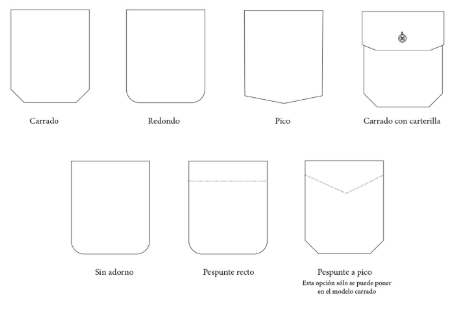 Carrado
Redondo
Pico
Carrado con carterilla
Sin adorno
Pespunte recto
Pespunte a pico
Esta opción sólo se puede poner
en el modelo carrado